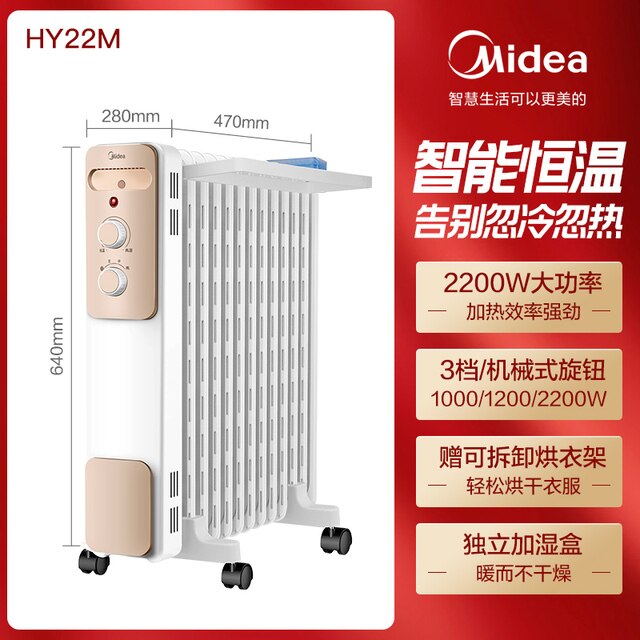 HY22M
Midea
智慧生活可以更美的
280mm
470mm
640mm
Midea
智能恒温
告别忽冷忽热
2200W大功率
加热效率强劲
3档/机械式旋钮
1000/1200/2200W
赠可拆卸烘衣架
轻松烘干衣服
独立加湿盒
暖而不干燥